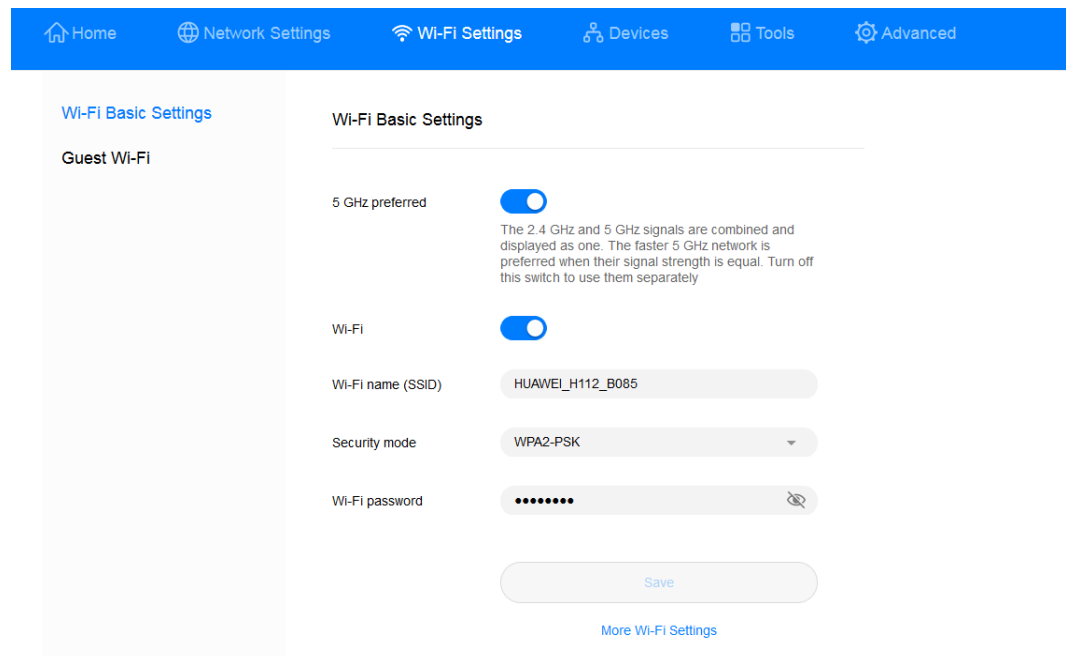 Home Network Settings Wi-Fi Settings Devices Tools Advanced
Wi-Fi Basic Settings
Guest Wi-Fi
Wi-Fi Basic Settings
5 GHz preferred
The 2.4 GHz and 5 GHz signals are combined and
displayed as one. The faster 5 GHz network is
preferred when their signal strength is equal. Turn off
this switch to use them separately
Wi-Fi
Wi-Fi name (SSID) HUAWEI_H112_B085
Security mode WPA2-PSK
Wi-Fi password ••••••••
Save
More Wi-Fi Settings